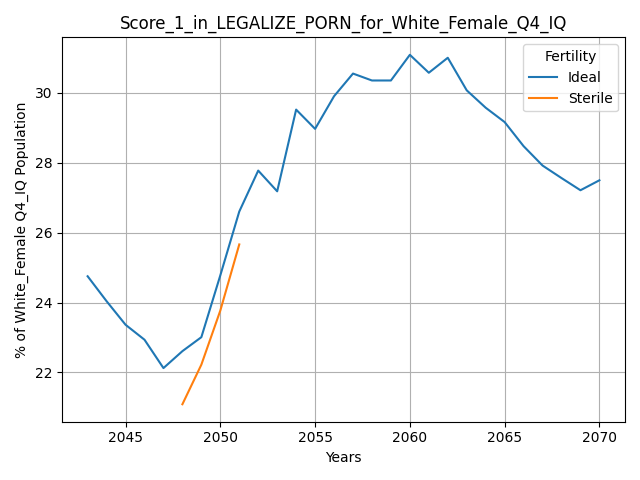 Score_1_in_LEGALIZE_PORN_for_White_Female_Q4_IQ
Fertility
Ideal
Sterile
% of White_Female Q4_IQ Population
30
28
26
24
22
2045 2050 2055 2060 2065 2070
Years